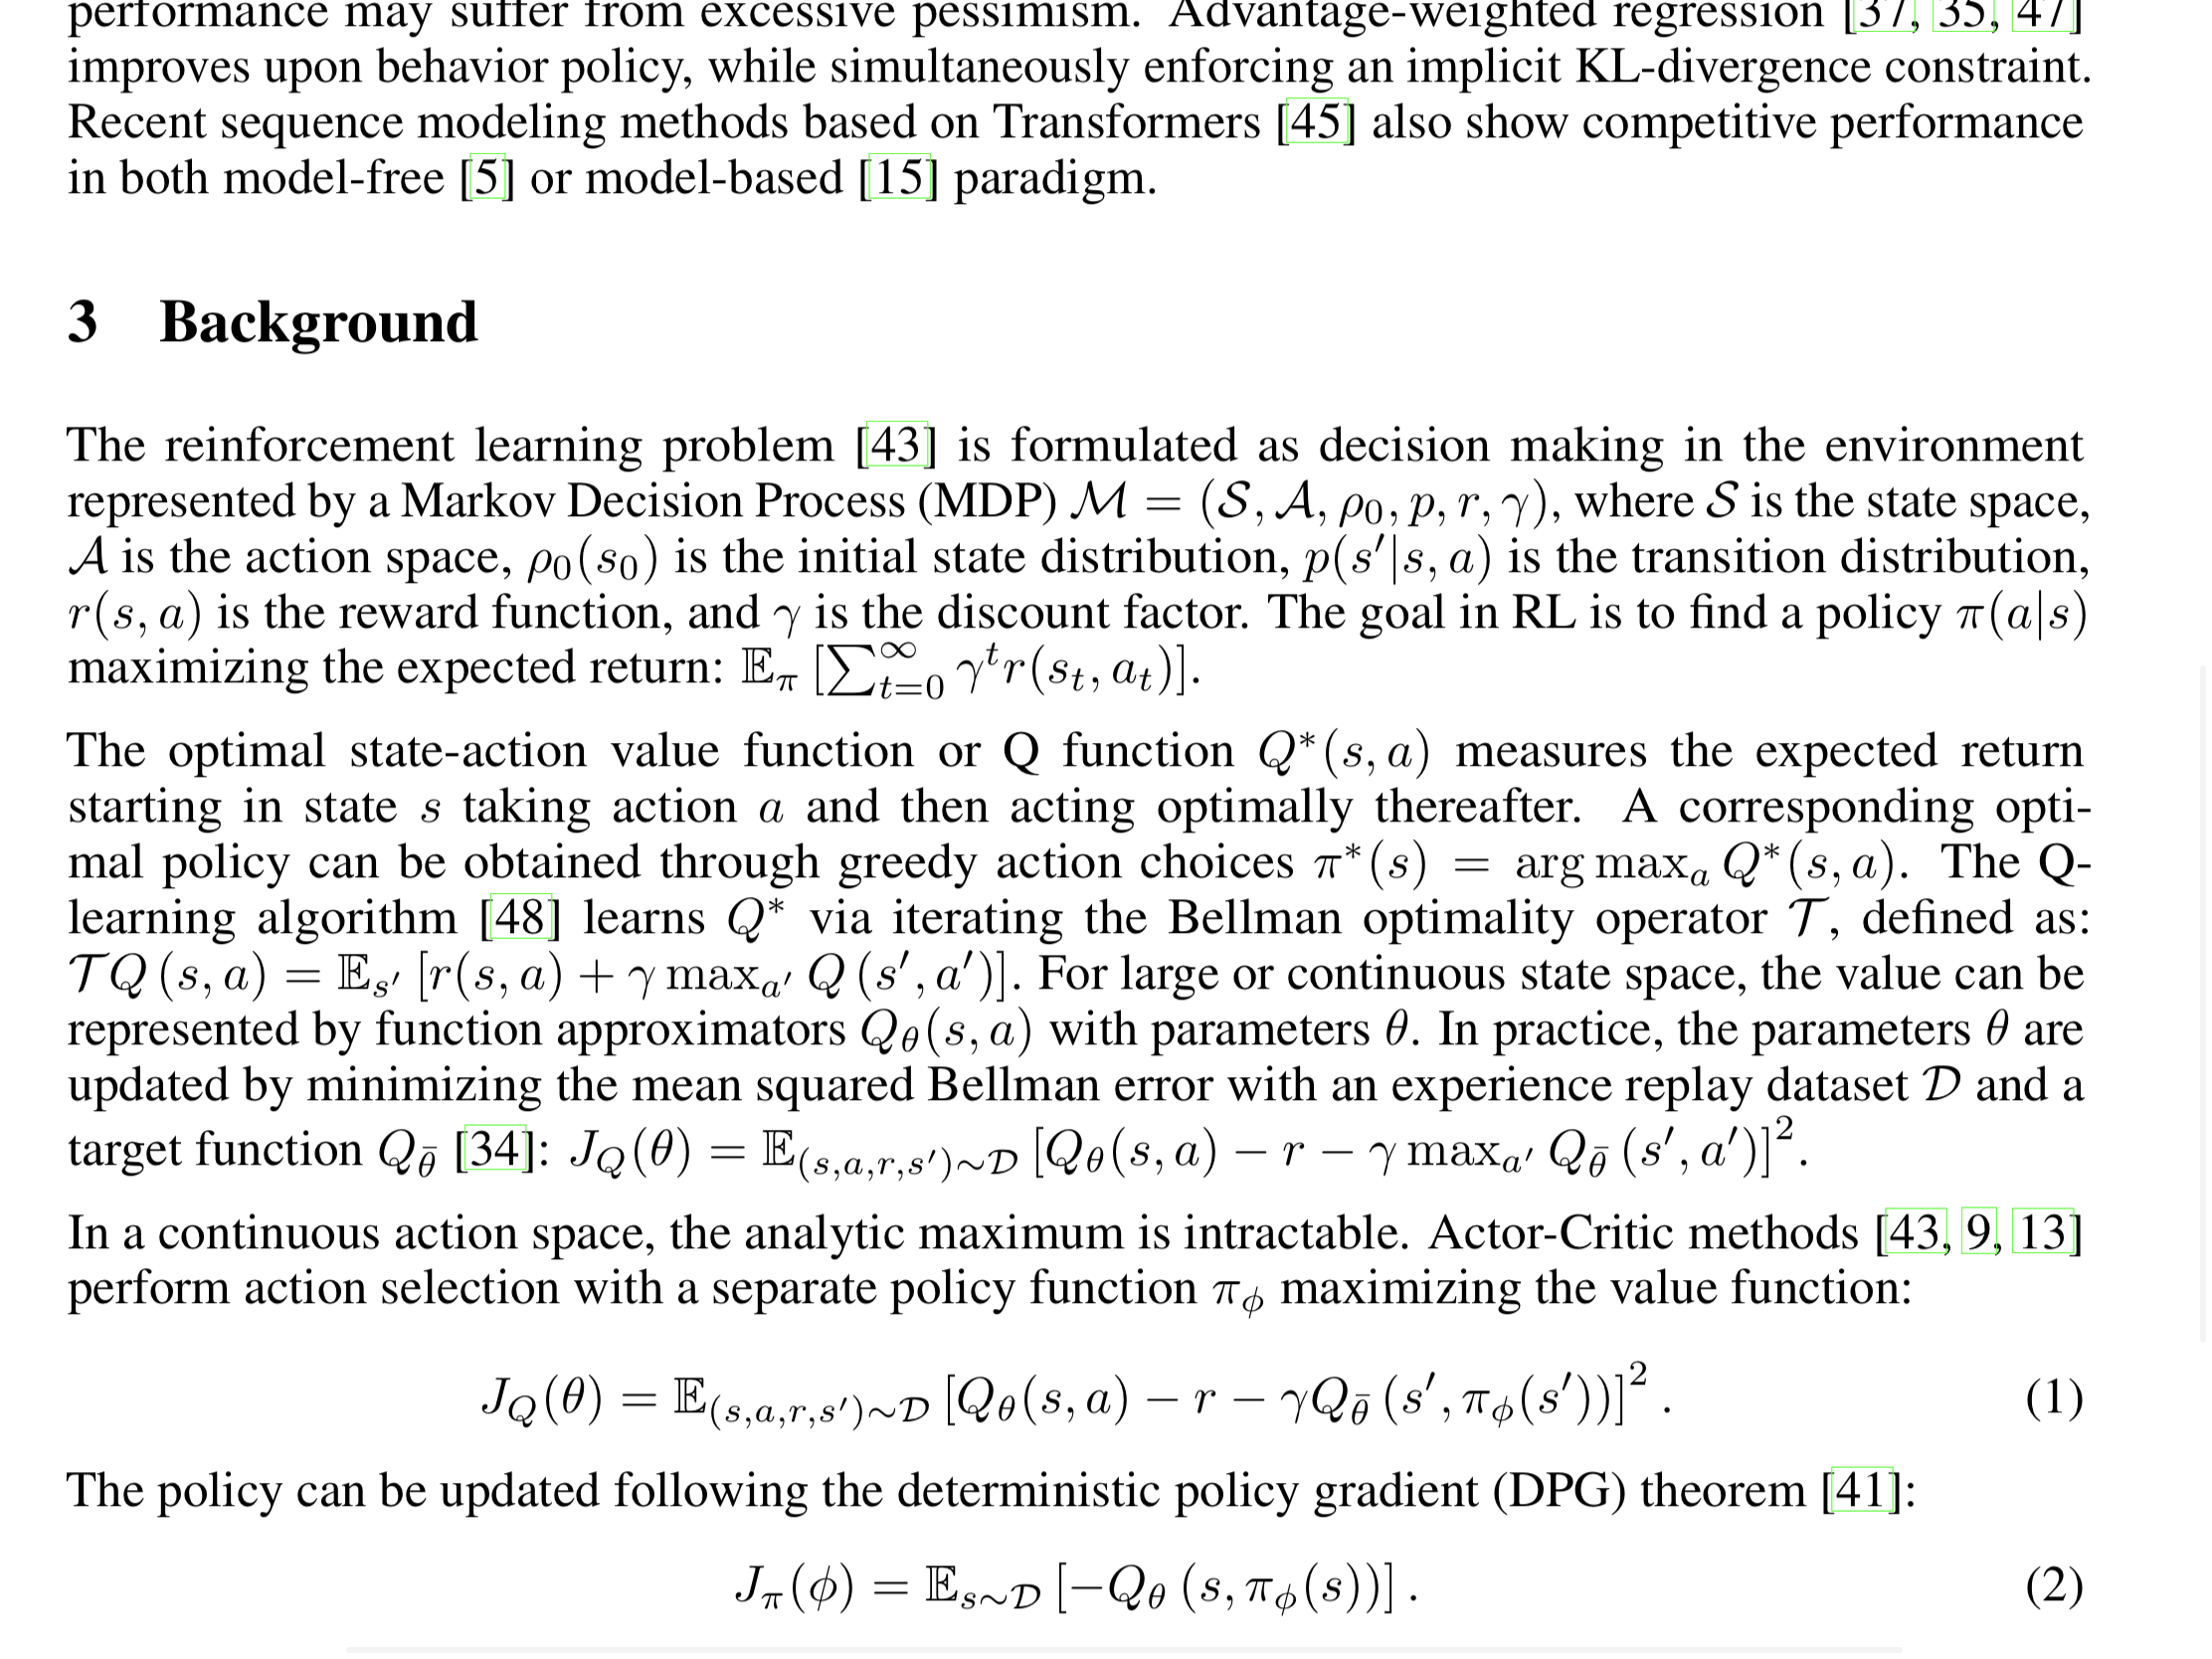 performance may suffer from excessive pessimism. Advantage-weighted regression [37, 35, 47]
improves upon behavior policy, while simultaneously enforcing an implicit KL-divergence constraint.
Recent sequence modeling methods based on Transformers [45] also show competitive performance
in both model-free [5] or model-based [15] paradigm.
3 Background
The reinforcement learning problem [43] is formulated as decision making in the environment
represented by a Markov Decision Process (MDP) $\mathcal{M} = (\mathcal{S}, \mathcal{A}, \rho_0, p, r, \gamma)$, where $\mathcal{S}$ is the state space,
$\mathcal{A}$ is the action space, $\rho_0(s_0)$ is the initial state distribution, $p(s'|s, a)$ is the transition distribution,
$r(s, a)$ is the reward function, and $\gamma$ is the discount factor. The goal in RL is to find a policy $\pi(a|s)$
maximizing the expected return: $\mathbb{E}_\pi \left[\sum_{t=0}^{\infty} \gamma^t r(s_t, a_t)\right]$.
The optimal state-action value function or Q function $Q^*(s, a)$ measures the expected return
starting in state $s$ taking action $a$ and then acting optimally thereafter. A corresponding opti-
mal policy can be obtained through greedy action choices $\pi^*(s) = \arg\max_a Q^*(s, a)$. The Q-
learning algorithm [48] learns $Q^*$ via iterating the Bellman optimality operator $\mathcal{T}$, defined as:
$\mathcal{T}Q(s, a) = \mathbb{E}_{s'} [r(s, a) + \gamma \max_{a'} Q(s', a')]$. For large or continuous state space, the value can be
represented by function approximators $Q_\theta(s, a)$ with parameters $\theta$. In practice, the parameters $\theta$ are
updated by minimizing the mean squared Bellman error with an experience replay dataset $\mathcal{D}$ and a
target function $Q_{\bar{\theta}}$ [34]: $J_Q(\theta) = \mathbb{E}_{(s,a,r,s')\sim\mathcal{D}} [Q_\theta(s, a) - r - \gamma \max_{a'} Q_{\bar{\theta}}(s', a')]^2$.
In a continuous action space, the analytic maximum is intractable. Actor-Critic methods [43, 9, 13]
perform action selection with a separate policy function $\pi_\phi$ maximizing the value function:
$J_Q(\theta) = \mathbb{E}_{(s,a,r,s')\sim\mathcal{D}} [Q_\theta(s, a) - r - \gamma Q_{\bar{\theta}}(s', \pi_\phi(s'))]^2.$ (1)
The policy can be updated following the deterministic policy gradient (DPG) theorem [41]:
$J_\pi(\phi) = \mathbb{E}_{s\sim\mathcal{D}} [-Q_\theta(s, \pi_\phi(s))].$ (2)